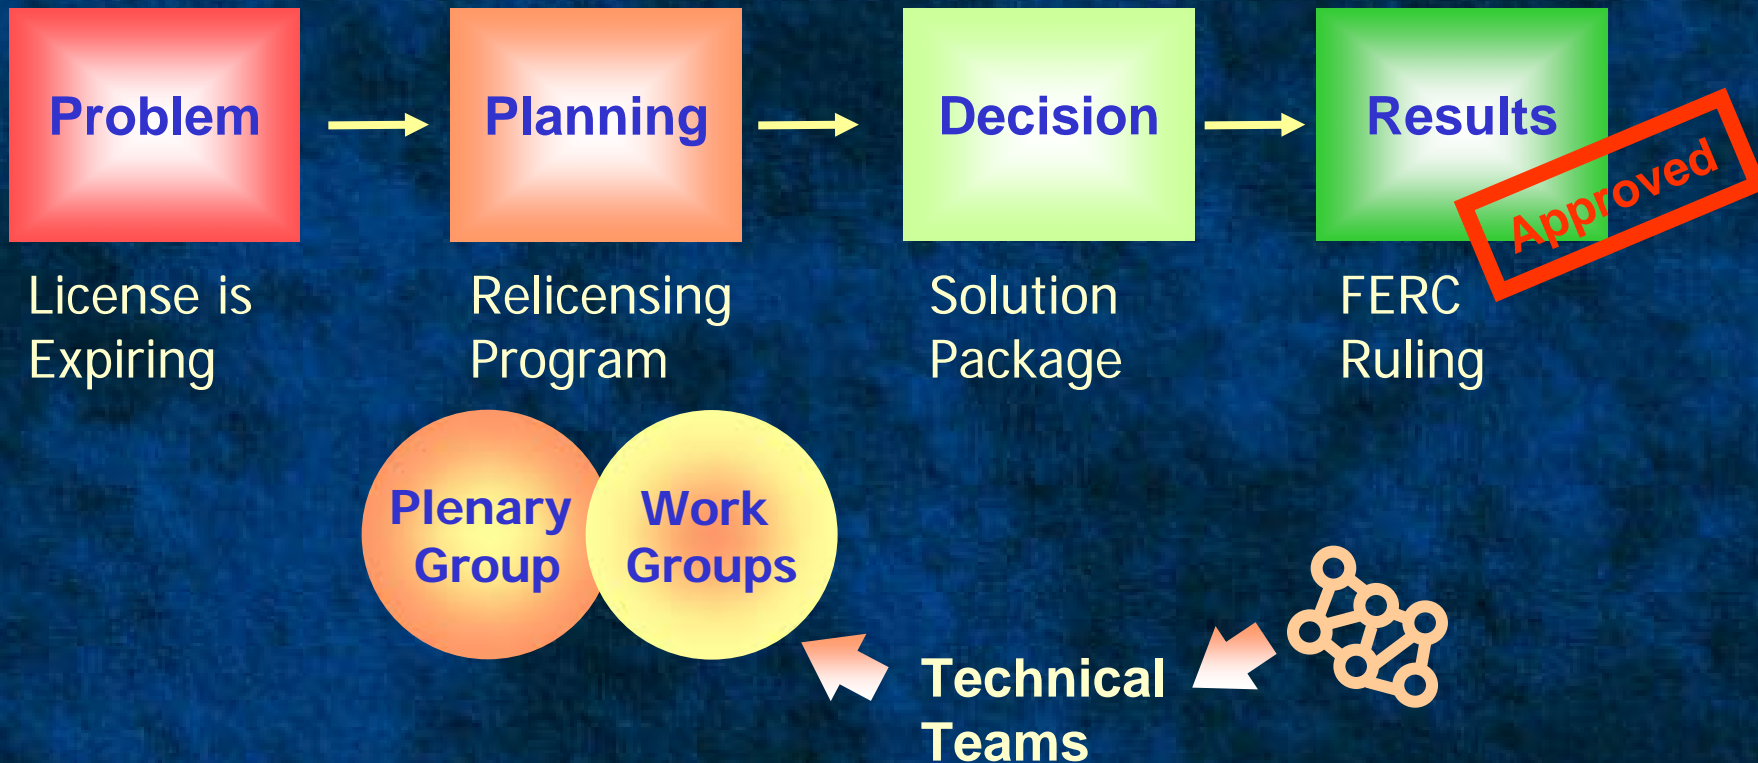 Problem
Planning
Decision
Results
Approved
License is
Expiring
Relicensing
Program
Solution
Package
FERC
Ruling
Plenary
Group
Work
Groups
Technical
Teams